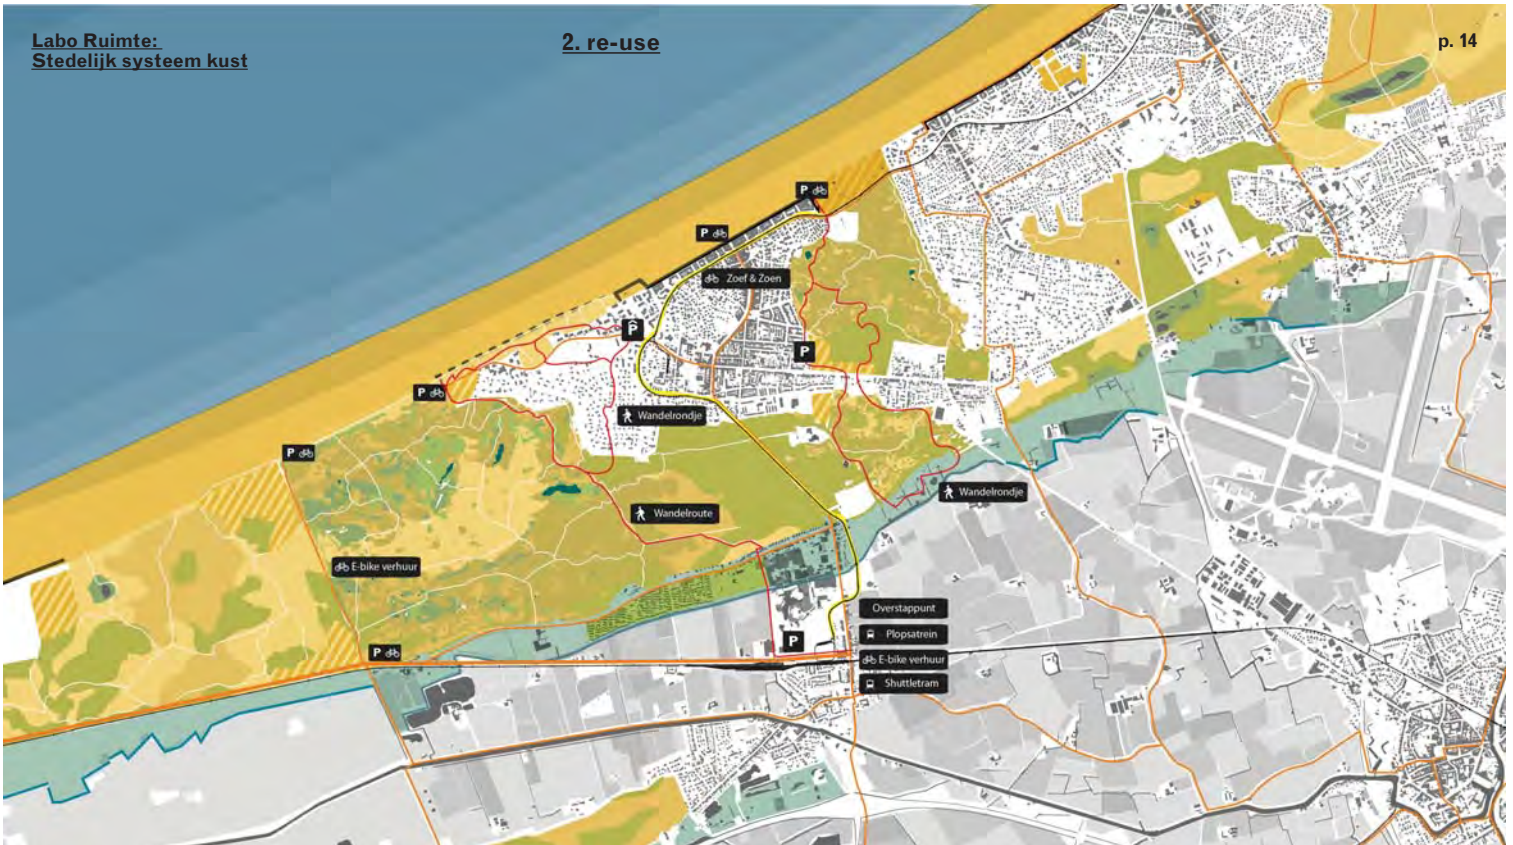 Labo Ruimte:
Stedelijk systeem kust
2. re-use
p. 14
P
P
Zoef & Zoen
P
P
P
Wandelrondje
P
Wandelrondje
Wandelroute
E-bike verhuur
Overstappunt
Plopsatrein
P
E-bike verhuur
P
Shuttletram